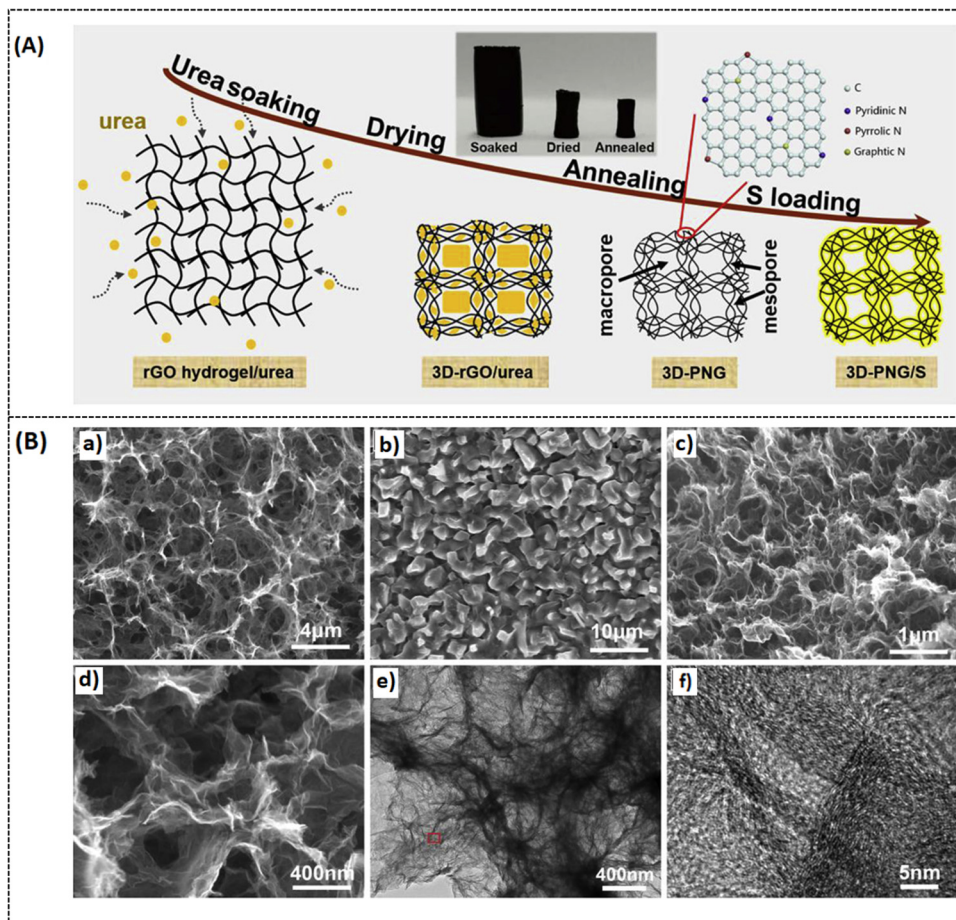 (A)
Urea soaking
urea
Drying
Annealing
S loading
Soaked Dried Annealed
C
Pyridinic N
Pyrrolic N
Graphtic N
macropore
mesopore
rGO hydrogel/urea
3D-rGO/urea
3D-PNG
3D-PNG/S
(B)
a)
4μm
b)
10μm
c)
1μm
d)
400nm
e)
400nm
f)
5nm